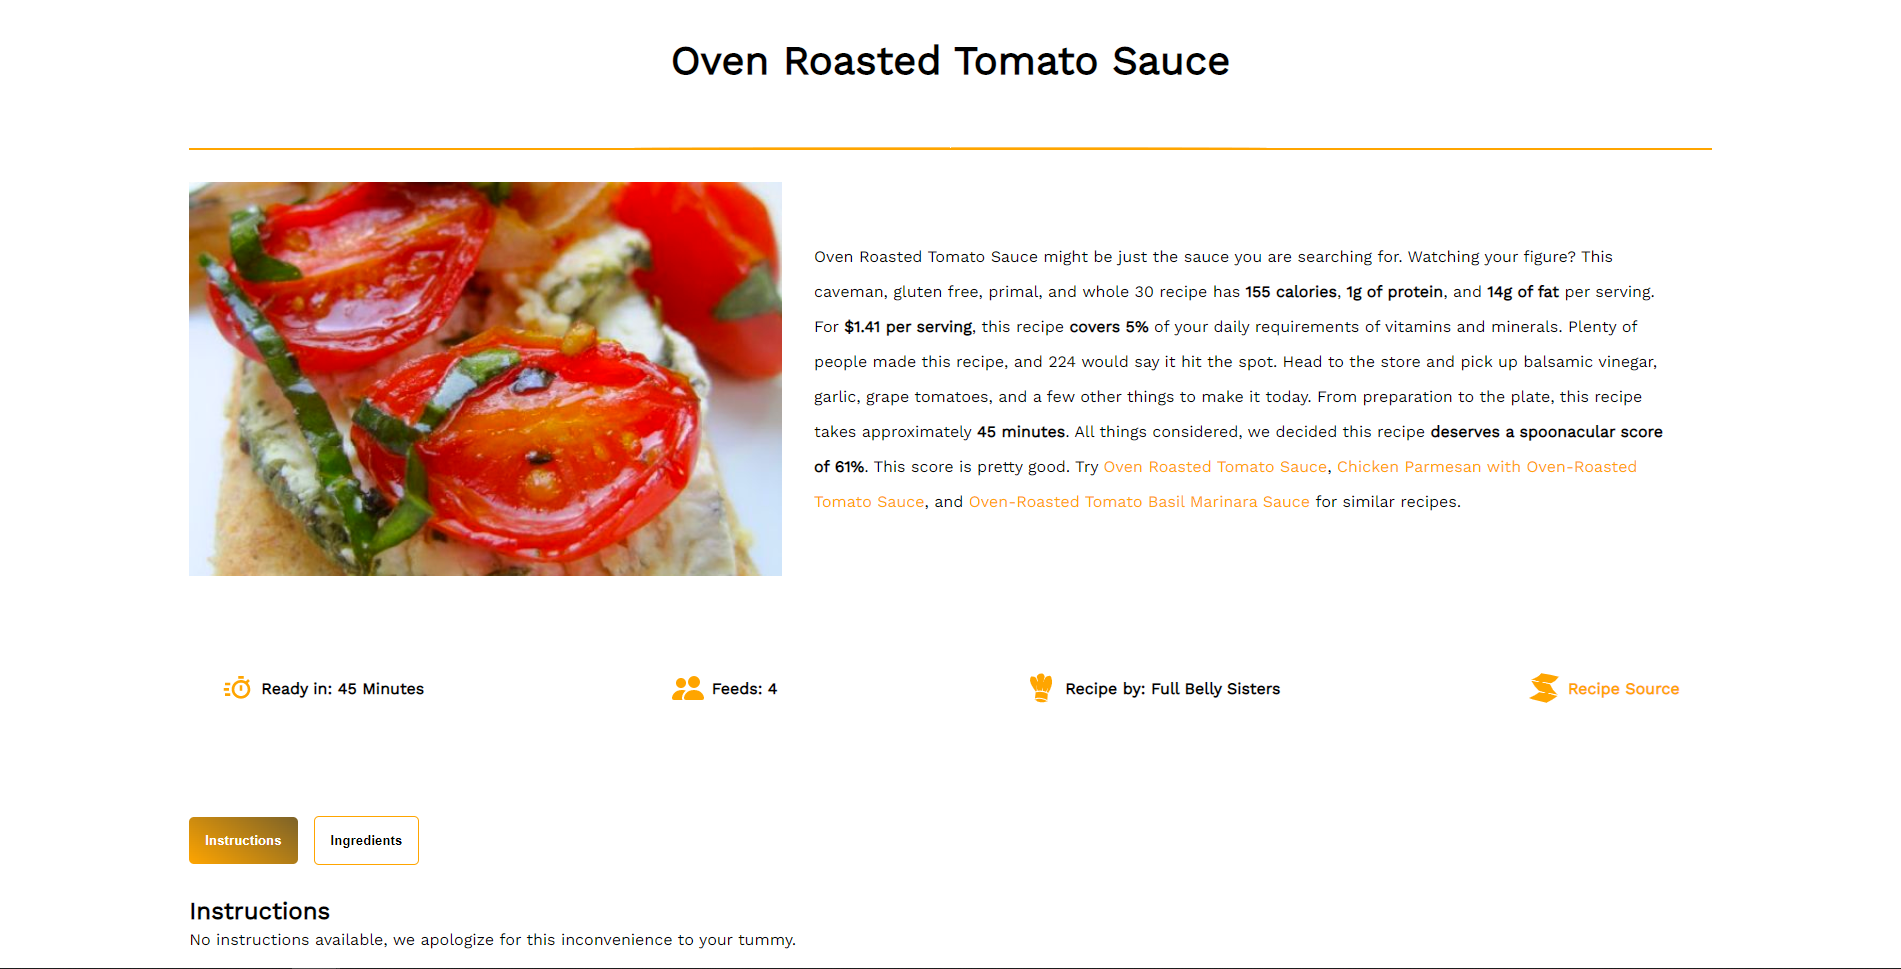 Oven Roasted Tomato Sauce
Oven Roasted Tomato Sauce might be just the sauce you are searching for. Watching your figure? This
caveman, gluten free, primal, and whole 30 recipe has 155 calories, 1g of protein, and 14g of fat per serving.
For $1.41 per serving, this recipe covers 5% of your daily requirements of vitamins and minerals. Plenty of
people made this recipe, and 224 would say it hit the spot. Head to the store and pick up balsamic vinegar,
garlic, grape tomatoes, and a few other things to make it today. From preparation to the plate, this recipe
takes approximately 45 minutes. All things considered, we decided this recipe deserves a spoonacular score
of 61%. This score is pretty good. Try Oven Roasted Tomato Sauce, Chicken Parmesan with Oven-Roasted
Tomato Sauce, and Oven-Roasted Tomato Basil Marinara Sauce for similar recipes.
Ready in: 45 Minutes
Feeds: 4
Recipe by: Full Belly Sisters
Recipe Source
Instructions
Ingredients
Instructions
No instructions available, we apologize for this inconvenience to your tummy.